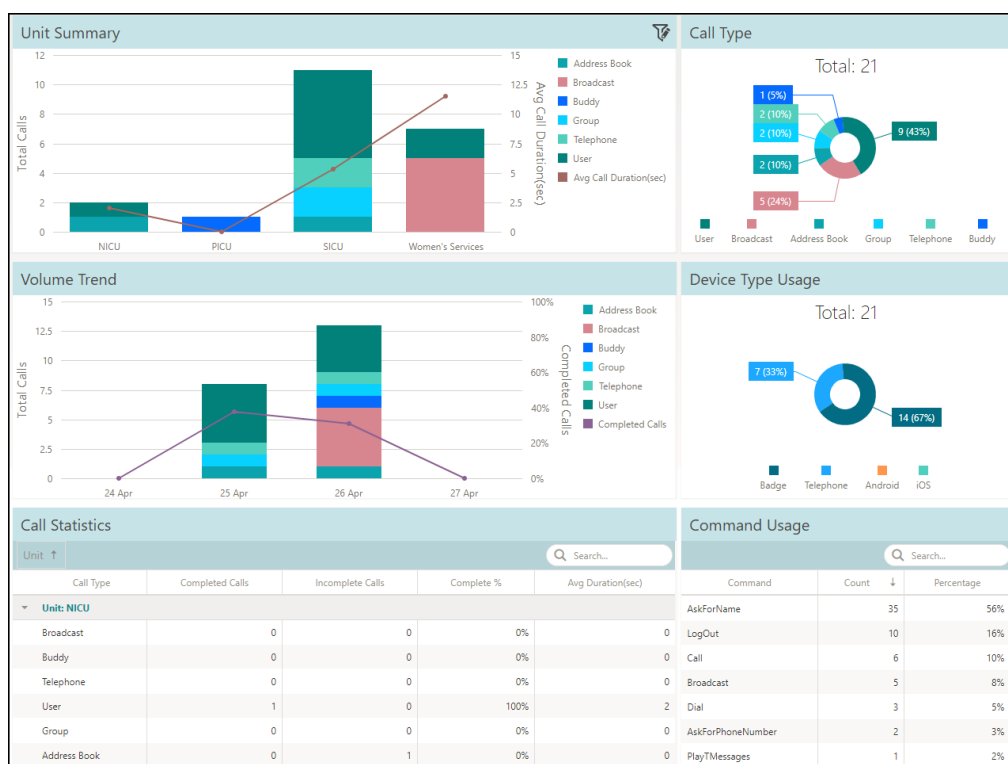 Unit Summary
12
10
8
6
4
2
0
Total Calls
NICU
PICU
SICU
Women's Services
15
12.5
10
7.5
5
2.5
0
Avg Call Duration(sec)
Address Book
Broadcast
Buddy
Group
Telephone
User
Avg Call Duration(sec)
Call Type
Total: 21
1 (5%)
2 (10%)
2 (10%)
2 (10%)
5 (24%)
9 (43%)
User Broadcast Address Book Group Telephone Buddy
Volume Trend
15
12.5
10
7.5
5
2.5
0
Total Calls
24 Apr
25 Apr
26 Apr
27 Apr
100%
80%
60%
40%
20%
0%
Completed Calls
Address Book
Broadcast
Buddy
Group
Telephone
User
Completed Calls
Device Type Usage
Total: 21
7 (33%)
14 (67%)
Badge Telephone Android iOS
Call Statistics
Unit ↑
Search...
Call Type Completed Calls Incomplete Calls Complete % Avg Duration(sec)
Unit: NICU
Broadcast 0 0 0% 0
Buddy 0 0 0% 0
Telephone 0 0 0% 0
User 1 0 100% 2
Group 0 0 0% 0
Address Book 0 1 0% 0
Command Usage
Search...
Command Count ↓ Percentage
AskForName 35 56%
LogOut 10 16%
Call 6 10%
Broadcast 5 8%
Dial 3 5%
AskForPhoneNumber 2 3%
PlayTMessages 1 2%